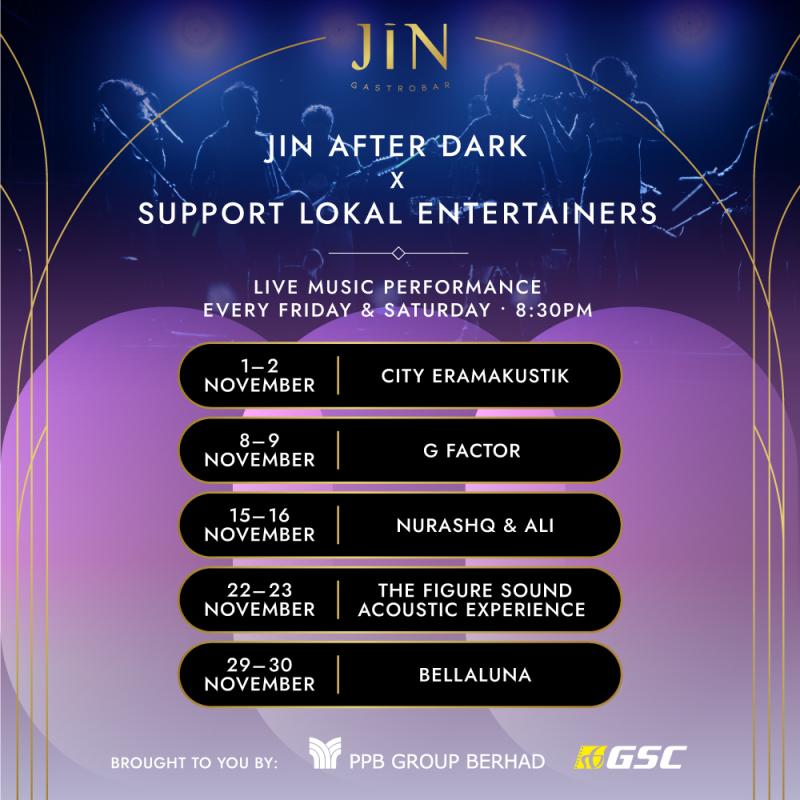 JIN
GASTROBAR
JIN AFTER DARK
X
SUPPORT LOKAL ENTERTAINERS
LIVE MUSIC PERFORMANCE
EVERY FRIDAY & SATURDAY · 8:30PM
1–2
NOVEMBER
CITY ERAMAKUSTIK
8–9
NOVEMBER
G FACTOR
15–16
NOVEMBER
NURASHQ & ALI
22–23
NOVEMBER
THE FIGURE SOUND
ACOUSTIC EXPERIENCE
29–30
NOVEMBER
BELLALUNA
BROUGHT TO YOU BY: PPB GROUP BERHAD GSC